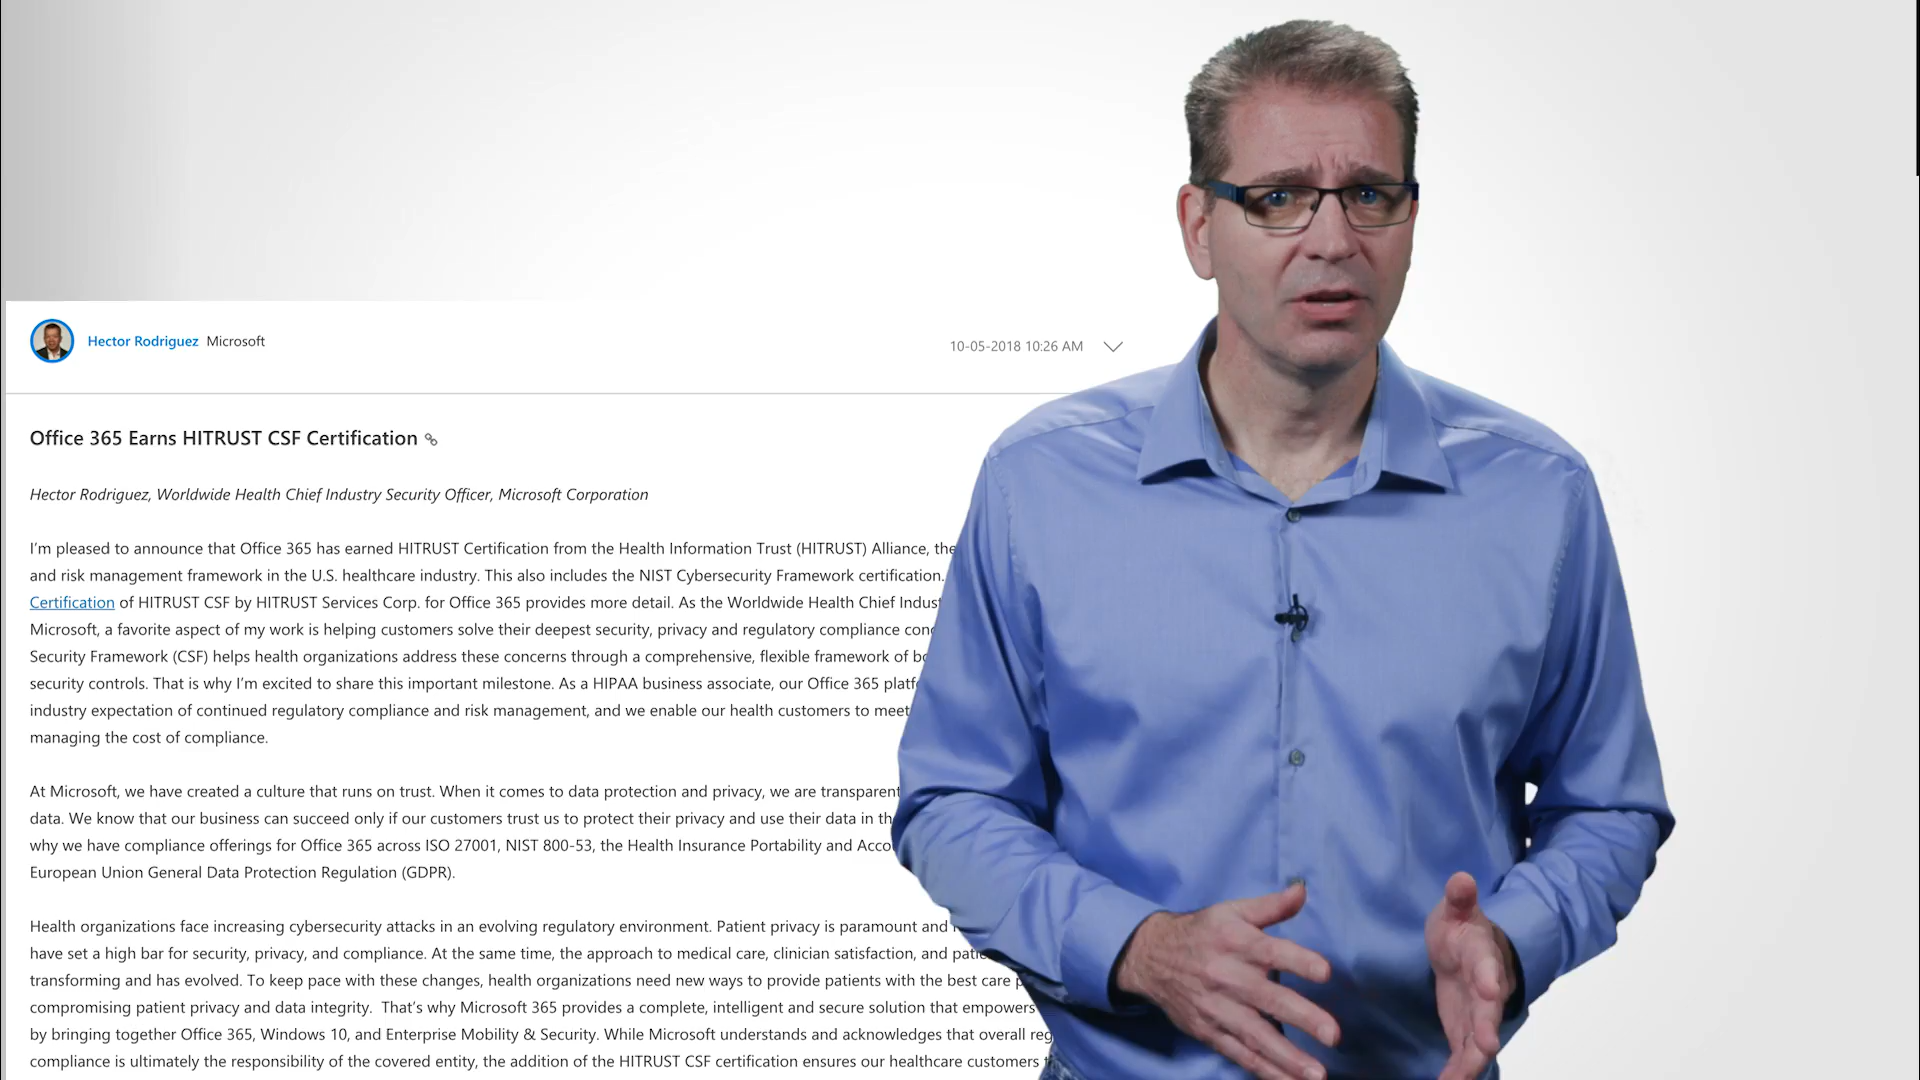 Hector Rodriguez Microsoft
10-05-2018 10:26 AM
Office 365 Earns HITRUST CSF Certification
Hector Rodriguez, Worldwide Health Chief Industry Security Officer, Microsoft Corporation
I'm pleased to announce that Office 365 has earned HITRUST Certification from the Health Information Trust (HITRUST) Alliance, the
and risk management framework in the U.S. healthcare industry. This also includes the NIST Cybersecurity Framework certification.
Certification of HITRUST CSF by HITRUST Services Corp. for Office 365 provides more detail. As the Worldwide Health Chief
Microsoft, a favorite aspect of my work is helping customers solve their deepest security, privacy and regulatory compliance
Security Framework (CSF) helps health organizations address these concerns through a comprehensive, flexible framework of
security controls. That is why I'm excited to share this important milestone. As a HIPAA business associate, our Office 365
industry expectation of continued regulatory compliance and risk management, and we enable our health customers to meet
managing the cost of compliance.
At Microsoft, we have created a culture that runs on trust. When it comes to data protection and privacy, we are transparent
data. We know that our business can succeed only if our customers trust us to protect their privacy and use their data in
why we have compliance offerings for Office 365 across ISO 27001, NIST 800-53, the Health Insurance Portability and
European Union General Data Protection Regulation (GDPR).
Health organizations face increasing cybersecurity attacks in an evolving regulatory environment. Patient privacy is paramount and
have set a high bar for security, privacy, and compliance. At the same time, the approach to medical care, clinician satisfaction, and
transforming and has evolved. To keep pace with these changes, health organizations need new ways to provide patients with the best care
compromising patient privacy and data integrity. That's why Microsoft 365 provides a complete, intelligent and secure solution that empowers
by bringing together Office 365, Windows 10, and Enterprise Mobility & Security. While Microsoft understands and acknowledges that overall
compliance is ultimately the responsibility of the covered entity, the addition of the HITRUST CSF certification ensures our healthcare customers